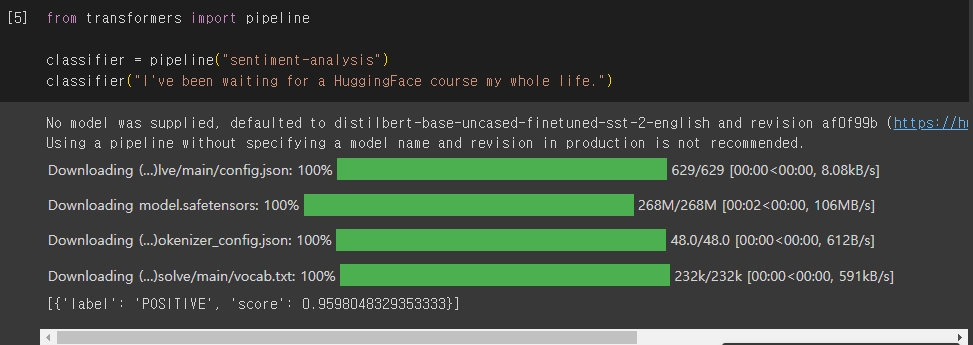 [5] from transformers import pipeline
classifier = pipeline("sentiment-analysis")
classifier("I've been waiting for a HuggingFace course my whole life.")
No model was supplied, defaulted to distilbert-base-uncased-finetuned-sst-2-english and revision af0f99b (https://hu
Using a pipeline without specifying a model name and revision in production is not recommended.
Downloading (...)lve/main/config.json: 100% 629/629 [00:00<00:00, 8.08kB/s]
Downloading model.safetensors: 100% 268M/268M [00:02<00:00, 106MB/s]
Downloading (...)okenizer_config.json: 100% 48.0/48.0 [00:00<00:00, 612B/s]
Downloading (...)solve/main/vocab.txt: 100% 232k/232k [00:00<00:00, 591kB/s]
[{'label': 'POSITIVE', 'score': 0.9598048329353333}]